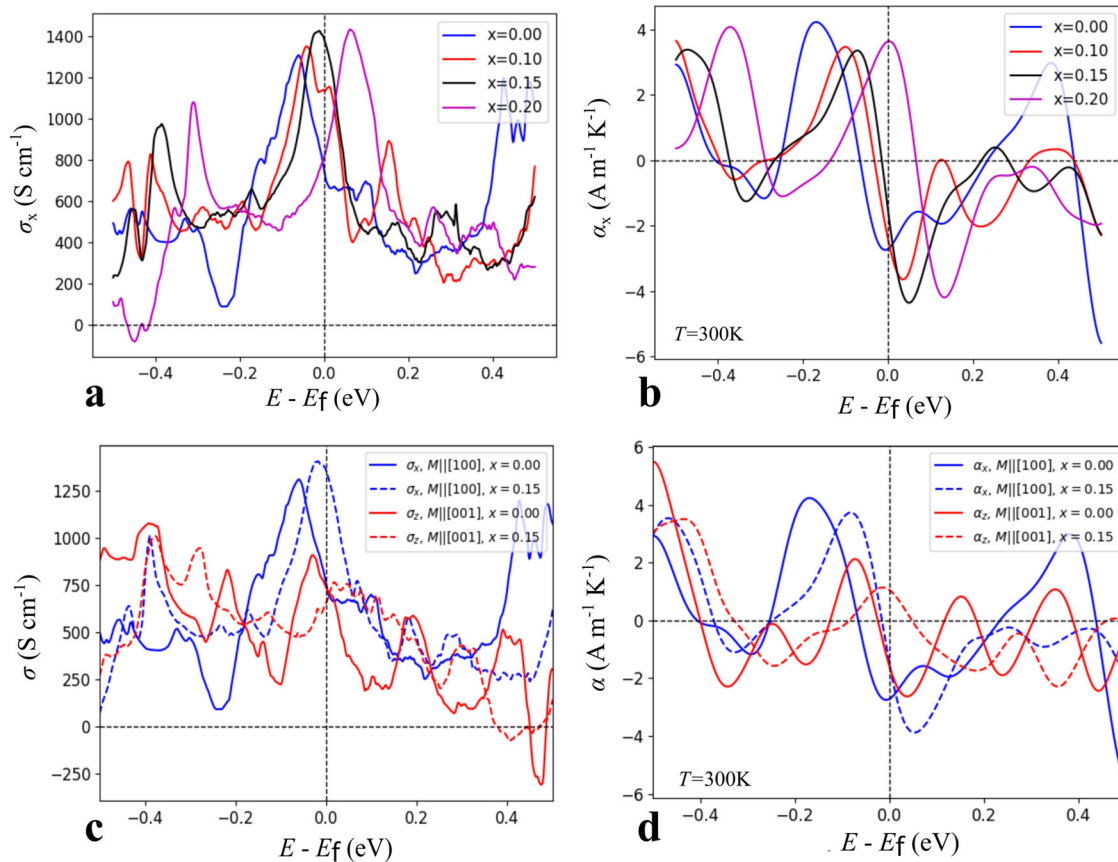 1400
1200
1000
800
600
400
200
0
σx (S cm⁻¹)
x=0.00
x=0.10
x=0.15
x=0.20
−0.4 −0.2 0.0 0.2 0.4
a
E - Ef (eV)
4
2
0
−2
−4
−6
αx (A m⁻¹ K⁻¹)
x=0.00
x=0.10
x=0.15
x=0.20
T=300K
−0.4 −0.2 0.0 0.2 0.4
b
E - Ef (eV)
1250
1000
750
500
250
0
−250
σ (S cm⁻¹)
σx, M||[100], x = 0.00
σx, M||[100], x = 0.15
σz, M||[001], x = 0.00
σz, M||[001], x = 0.15
−0.4 −0.2 0.0 0.2 0.4
c
E - Ef (eV)
6
4
2
0
−2
−4
−6
α (A m⁻¹ K⁻¹)
αx, M||[100], x = 0.00
αx, M||[100], x = 0.15
αz, M||[001], x = 0.00
αz, M||[001], x = 0.15
T=300K
−0.4 −0.2 0.0 0.2 0.4
d
E - Ef (eV)